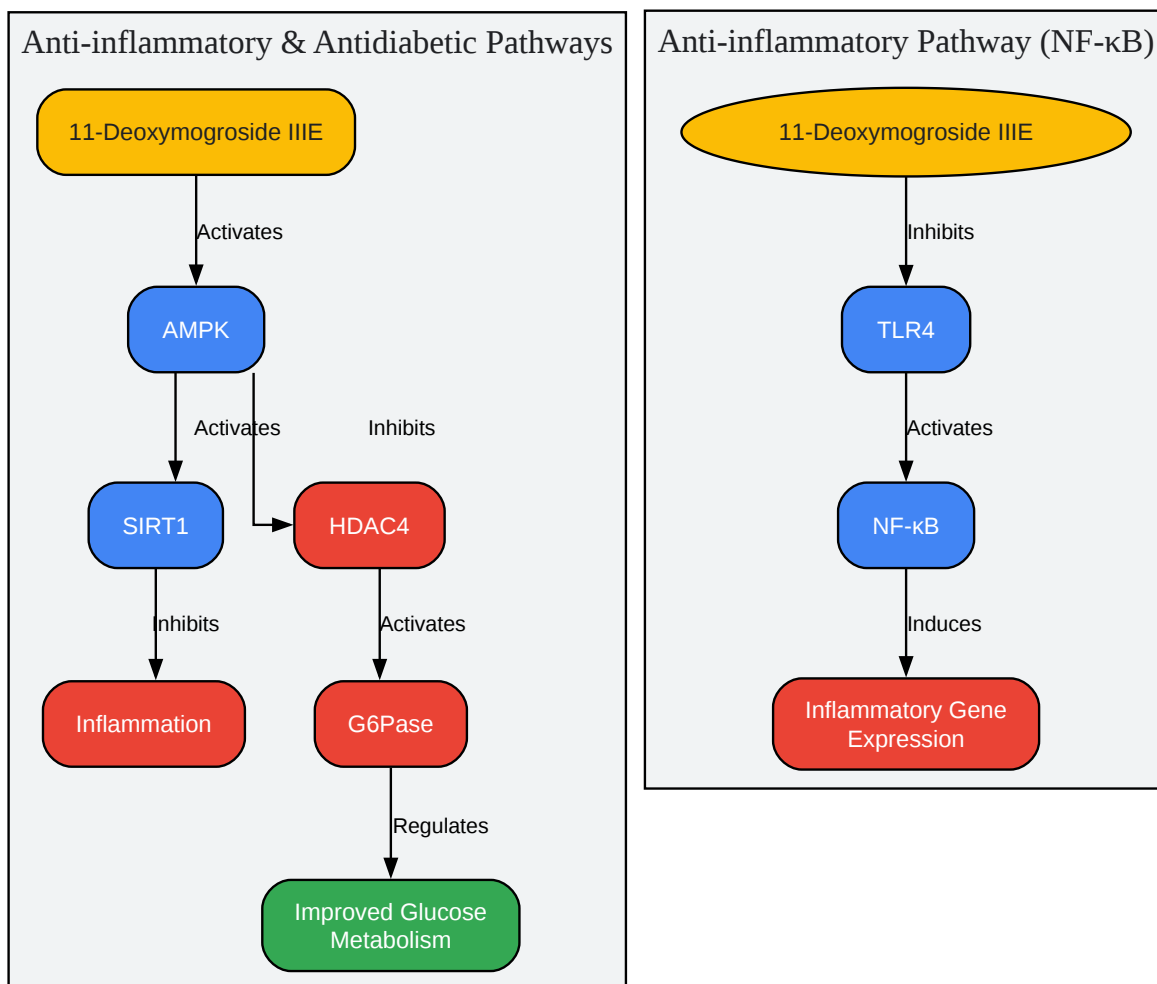 Anti-inflammatory & Antidiabetic Pathways
11-Deoxymogroside IIIE
Activates
AMPK
Activates
Inhibits
SIRT1
HDAC4
Inhibits
Activates
Inflammation
G6Pase
Regulates
Improved Glucose
Metabolism
Anti-inflammatory Pathway (NF-κB)
11-Deoxymogroside IIIE
Inhibits
TLR4
Activates
NF-κB
Induces
Inflammatory Gene
Expression